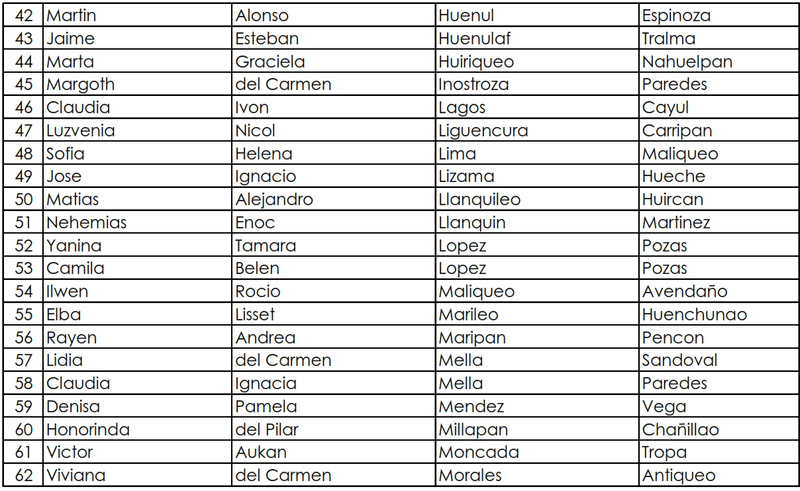 42 Martin Alonso Huenul Espinoza
43 Jaime Esteban Huenulaf Tralma
44 Marta Graciela Huiriqueo Nahuelpan
45 Margoth del Carmen Inostroza Paredes
46 Claudia Ivon Lagos Cayul
47 Luzvenia Nicol Liguencura Carripan
48 Sofia Helena Lima Maliqueo
49 Jose Ignacio Lizama Hueche
50 Matias Alejandro Llanquileo Huircan
51 Nehemias Enoc Llanquin Martinez
52 Yanina Tamara Lopez Pozas
53 Camila Belen Lopez Pozas
54 Ilwen Rocio Maliqueo Avendaño
55 Elba Lisset Marileo Huenchunao
56 Rayen Andrea Maripan Pencon
57 Lidia del Carmen Mella Sandoval
58 Claudia Ignacia Mella Paredes
59 Denisa Pamela Mendez Vega
60 Honorinda del Pilar Millapan Chañillao
61 Victor Aukan Moncada Tropa
62 Viviana del Carmen Morales Antiqueo